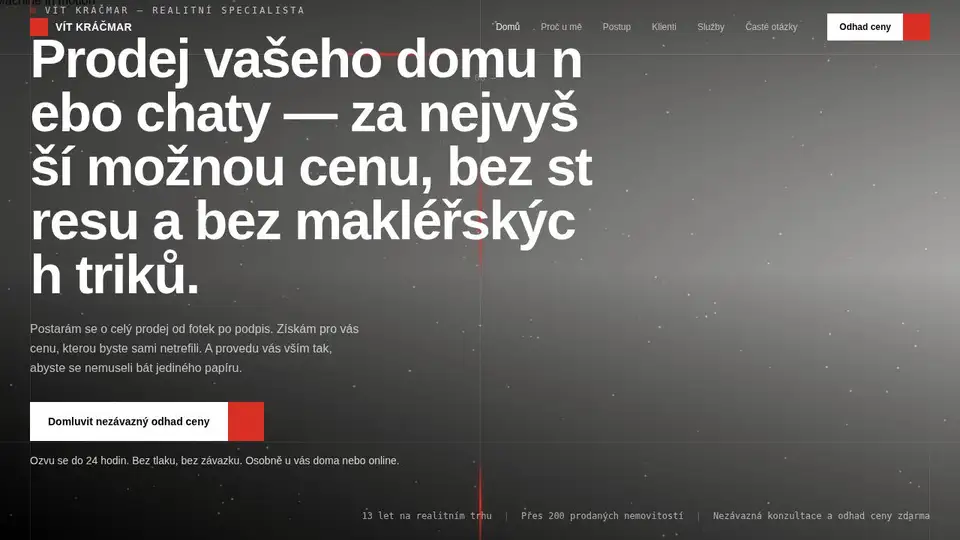 VÍT KRÁČMAR — REALITNÍ SPECIALISTA
VÍT KRÁČMAR
Domů Proč u mě Postup Klienti Služby Časté otázky Odhad ceny
Prodej vašeho domu n
ebo chaty — za nejvyš
ší možnou cenu, bez st
resu a bez makléřskýc
h triků.
Postarám se o celý prodej od fotek po podpis. Získám pro vás
cenu, kterou byste sami netrefili. A provedu vás vším tak,
abyste se nemuseli bát jediného papíru.
Domluvit nezávazný odhad ceny
Ozvu se do 24 hodin. Bez tlaku, bez závazku. Osobně u vás doma nebo online.
13 let na realitním trhu | Přes 200 prodaných nemovitostí | Nezávazná konzultace a odhad ceny zdarma